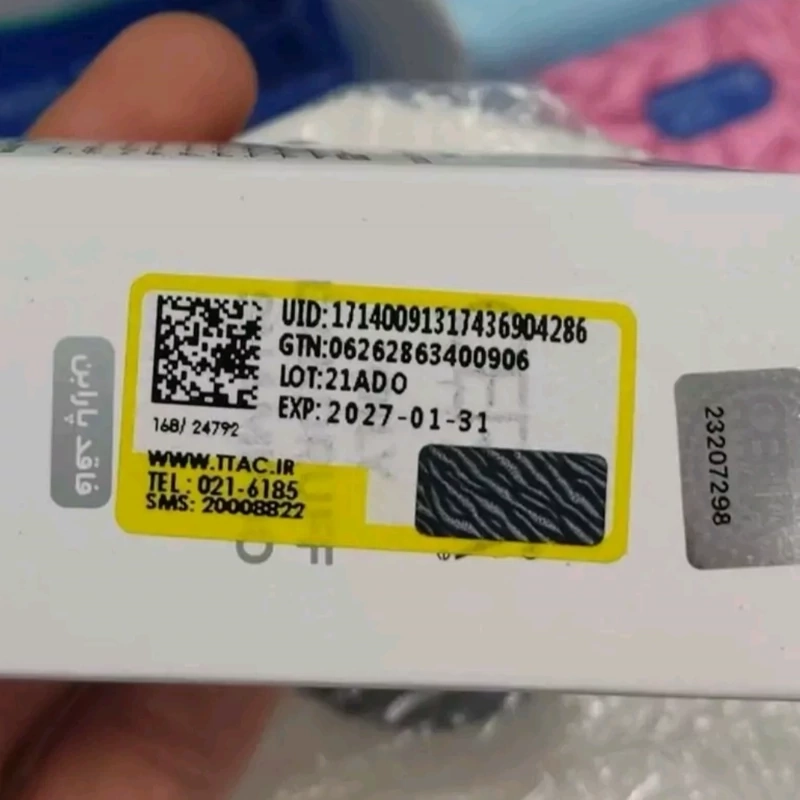 UID:17140091317436904286
GTN:06262863400906
LOT:21ADO
EXP: 2027-01-31
168/ 24792
WWW.TTAC.IR
TEL : 021-6185
SMS: 20008822
فاقد پارابن
23207298